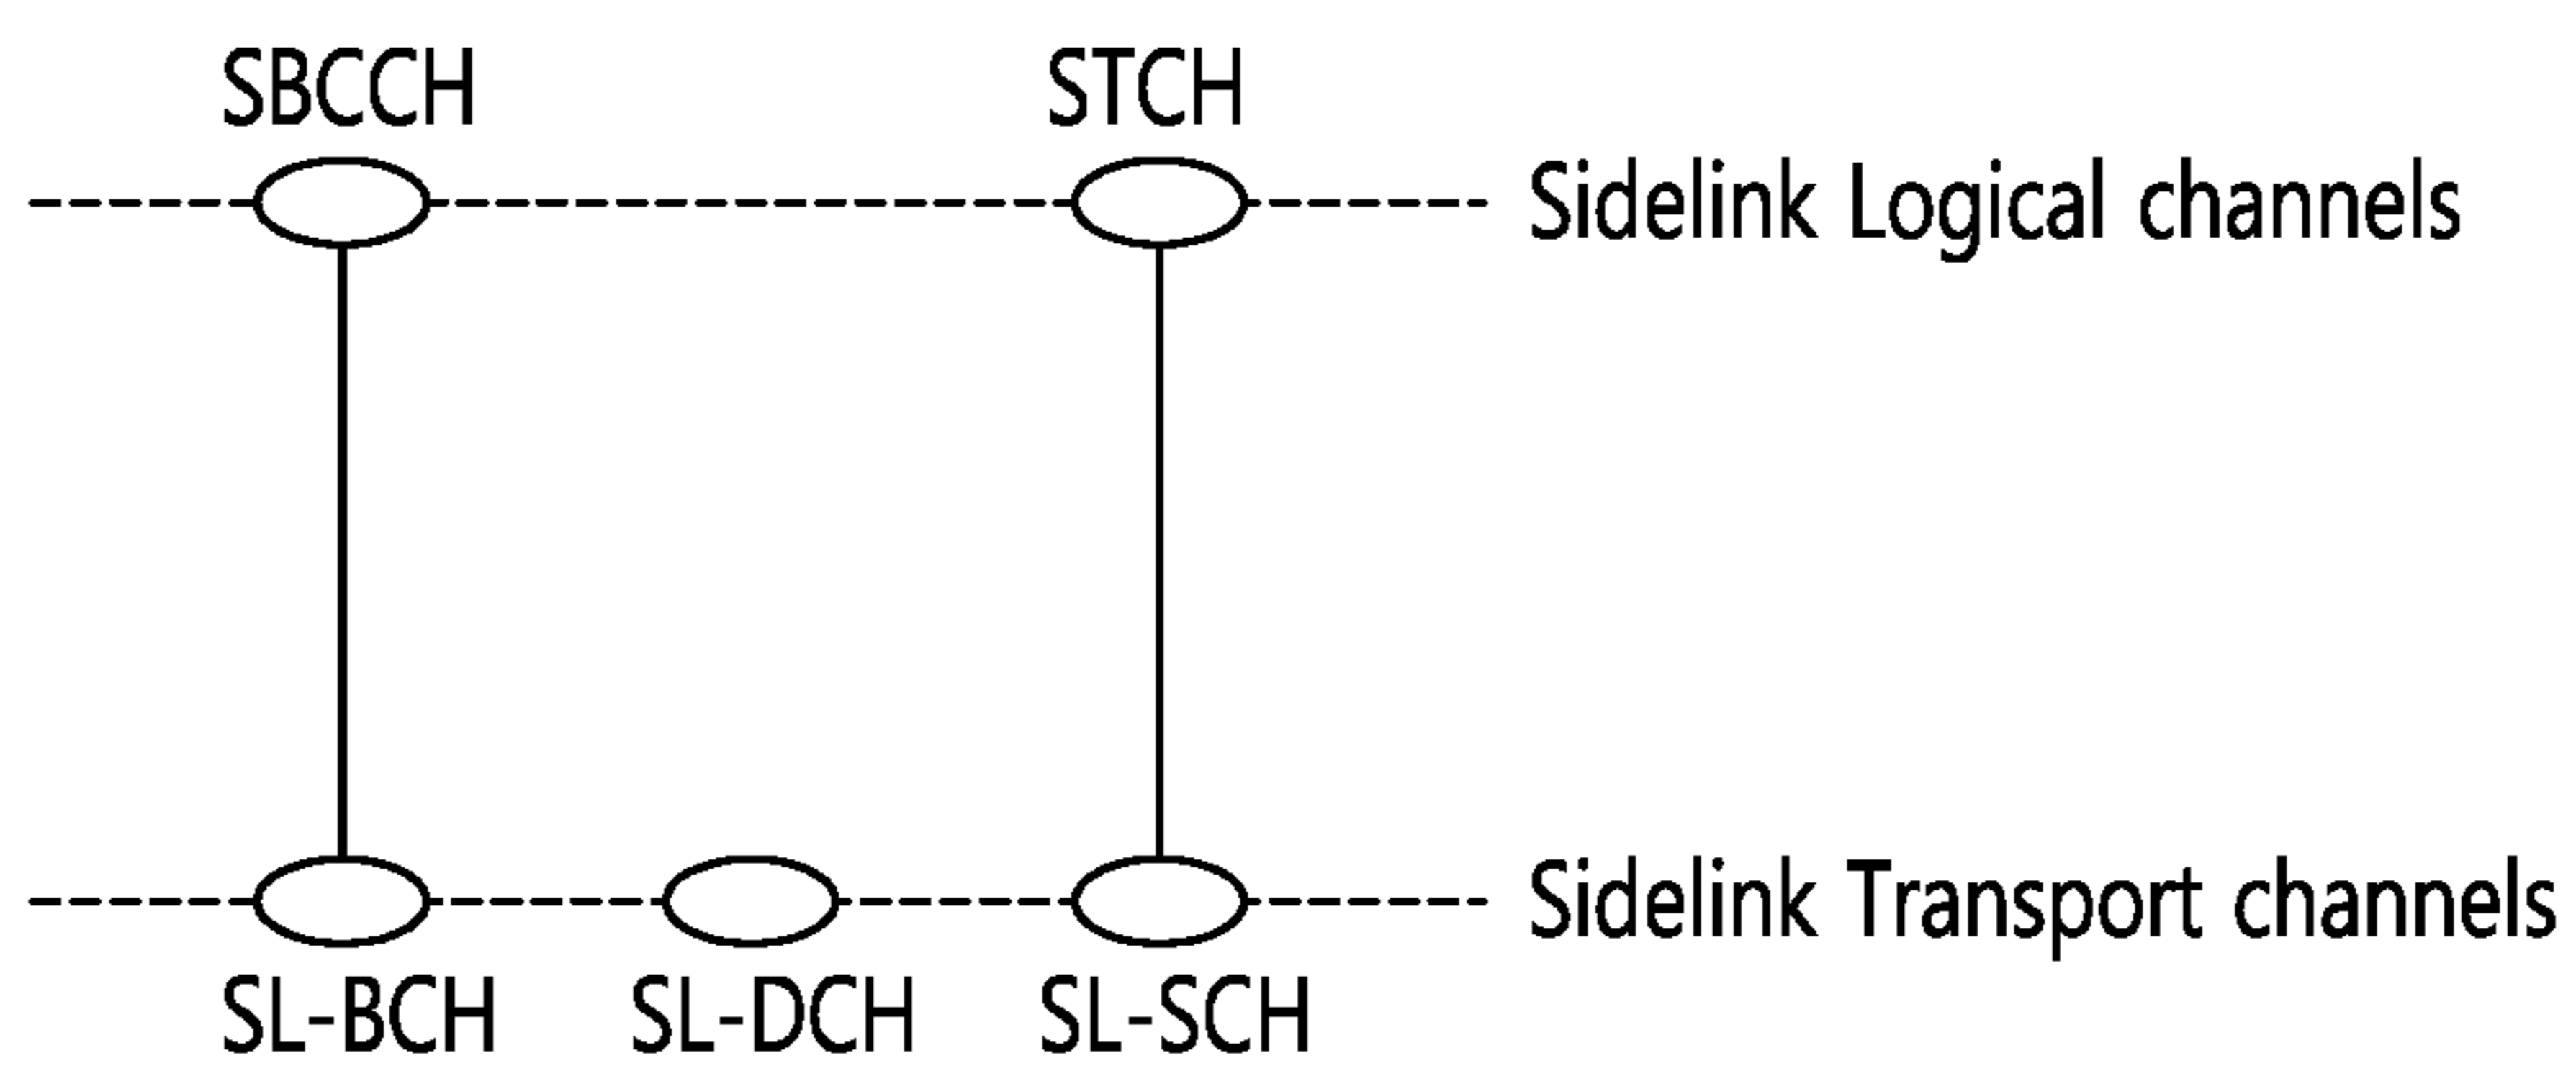 SBCCH STCH
Sidelink Logical channels
Sidelink Transport channels
SL-BCH SL-DCH SL-SCH